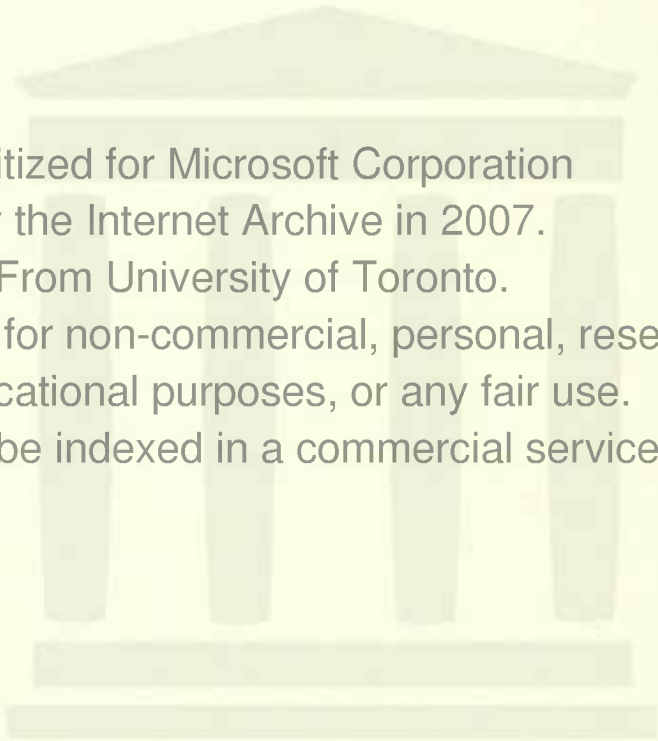 itized for Microsoft Corporation
the Internet Archive in 2007.
From University of Toronto.
for non-commercial, personal, rese
cational purposes, or any fair use.
be indexed in a commercial service